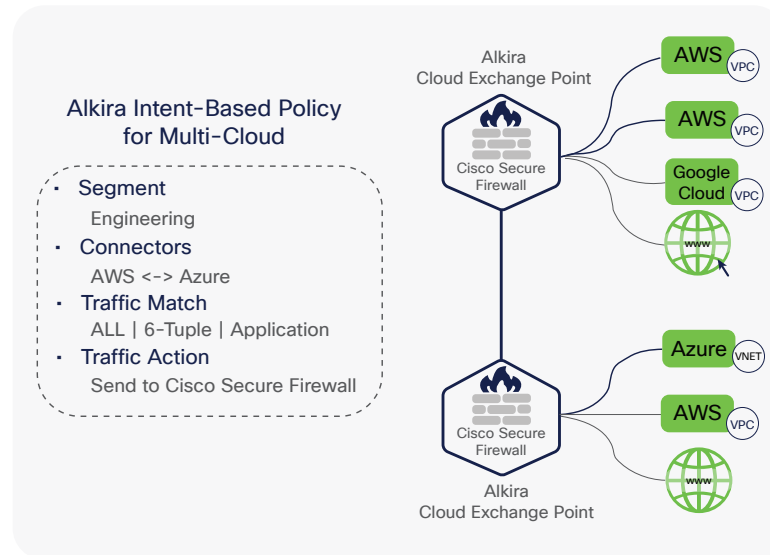 Alkira Intent-Based Policy
for Multi-Cloud
· Segment
Engineering
· Connectors
AWS <-> Azure
· Traffic Match
ALL | 6-Tuple | Application
· Traffic Action
Send to Cisco Secure Firewall
Alkira
Cloud Exchange Point
Cisco Secure
Firewall
AWS
VPC
AWS
VPC
Google
Cloud
VPC
www
Cisco Secure
Firewall
Alkira
Cloud Exchange Point
Azure
VNET
AWS
VPC
www